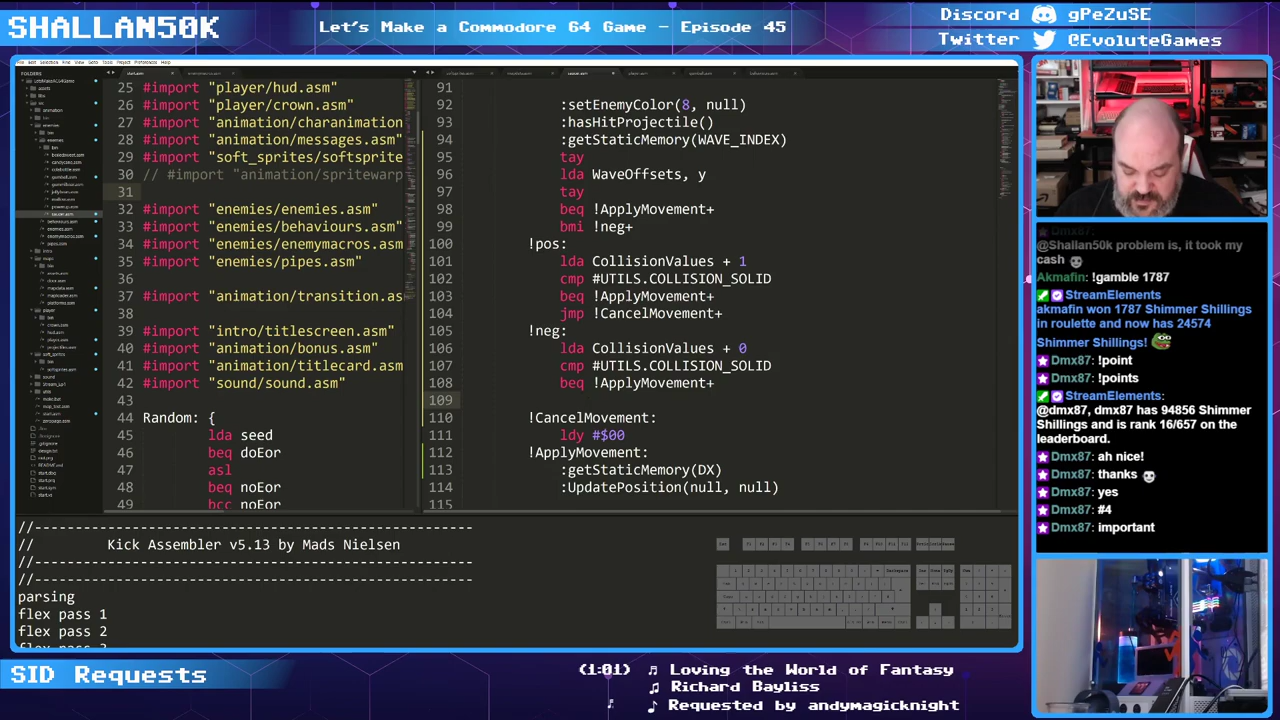 SHALLAN50K
Let's Make a Commodore 64 Game - Episode 45
Discord gPeZuSE
Twitter @EvoluteGames
FOLDERS
25 #import "player/hud.asm"
26 #import "player/crown.asm"
27 #import "animation/charanimation
28 #import "animation/messages.asm"
29 #import "soft_sprites/softsprite
30 // #import "animation/spritewarp
31
32 #import "enemies/enemies.asm"
33 #import "enemies/behaviours.asm"
34 #import "enemies/enemymacros.asm
35 #import "enemies/pipes.asm"
36
37 #import "animation/transition.as
38
39 #import "intro/titlescreen.asm"
40 #import "animation/bonus.asm"
41 #import "animation/titlecard.asm
42 #import "sound/sound.asm"
43
44 Random: {
45 lda seed
46 beq doEor
47 asl
48 beq noEor
49 bcc noEor
91
92 :setEnemyColor(8, null)
93 :hasHitProjectile()
94 :getStaticMemory(WAVE_INDEX)
95 tay
96 lda WaveOffsets, y
97 tay
98 beq !ApplyMovement+
99 bmi !neg+
100 !pos:
101 lda CollisionValues + 1
102 cmp #UTILS.COLLISION_SOLID
103 beq !ApplyMovement+
104 jmp !CancelMovement+
105 !neg:
106 lda CollisionValues + 0
107 cmp #UTILS.COLLISION_SOLID
108 beq !ApplyMovement+
109
110 !CancelMovement:
111 ldy #$00
112 !ApplyMovement:
113 :getStaticMemory(DX)
114 :UpdatePosition(null, null)
115
//------------------------------------------------------
// Kick Assembler v5.13 by Mads Nielsen
//------------------------------------------------------
//------------------------------------------------------
parsing
flex pass 1
flex pass 2
@Shallan50k problem is, it took my
cash
Akmafin: !gamble 1787
StreamElements
akmafin won 1787 Shimmer Shillings
in roulette and now has 24574
Shimmer Shillings!
Dmx87: !point
Dmx87: !points
StreamElements:
@dmx87, dmx87 has 94856 Shimmer
Shillings and is rank 16/657 on the
leaderboard.
Dmx87: ah nice!
Dmx87: thanks
Dmx87: yes
Dmx87: #4
Dmx87: important
SID Requests
(1:01) Loving the World of Fantasy
Richard Bayliss
Requested by andymagicknight